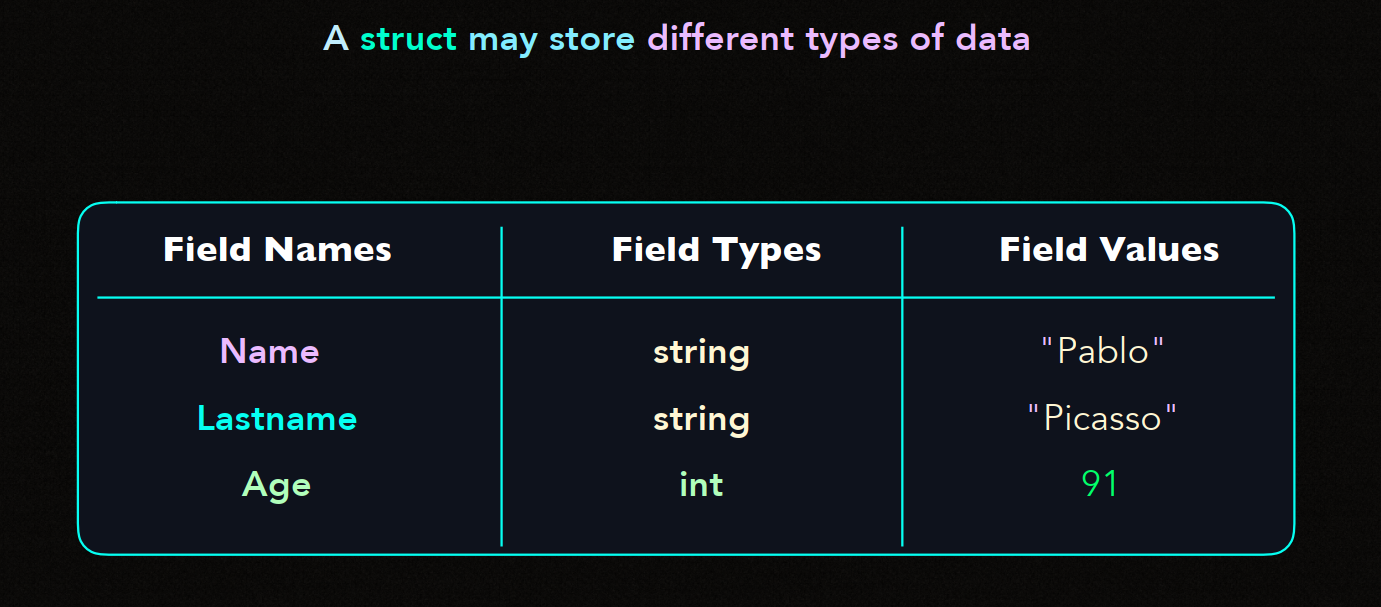 A struct may store different types of data
Field Names Field Types Field Values
Name string "Pablo"
Lastname string "Picasso"
Age int 91